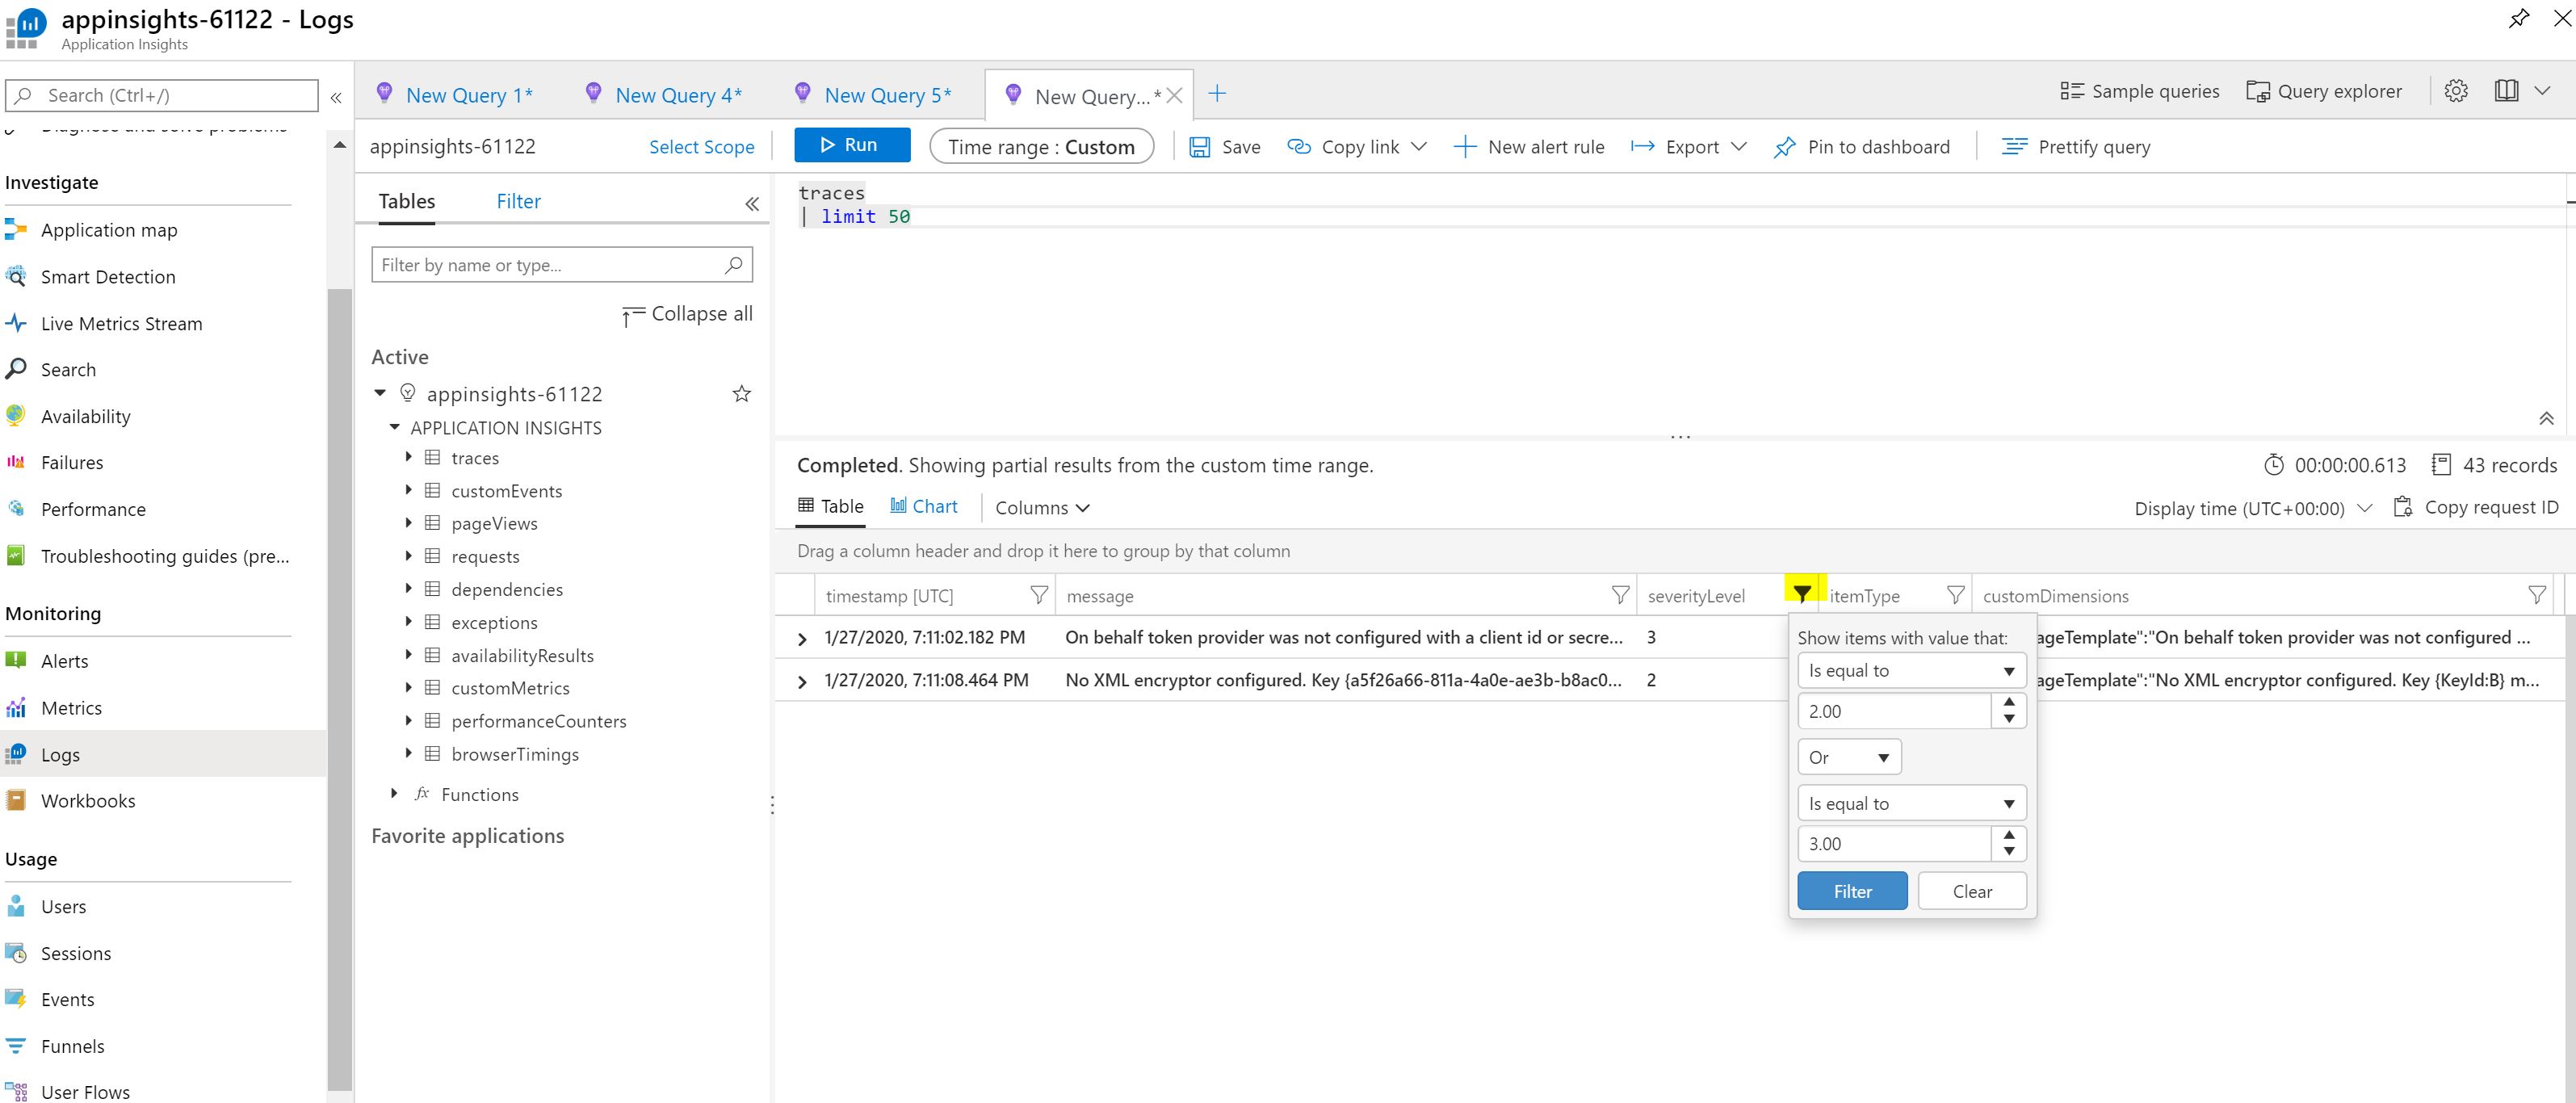 appinsights-61122 - Logs
Application Insights
Search (Ctrl+/)
Diagnose and solve problems
Investigate
Application map
Smart Detection
Live Metrics Stream
Search
Availability
Failures
Performance
Troubleshooting guides (pre...
Monitoring
Alerts
Metrics
Logs
Workbooks
Usage
Users
Sessions
Events
Funnels
User Flows
New Query 1*
New Query 4*
New Query 5*
New Query...*
Sample queries
Query explorer
appinsights-61122
Select Scope
Run
Time range : Custom
Save
Copy link
New alert rule
Export
Pin to dashboard
Prettify query
Tables
Filter
Filter by name or type...
Collapse all
Active
appinsights-61122
APPLICATION INSIGHTS
traces
customEvents
pageViews
requests
dependencies
exceptions
availabilityResults
customMetrics
performanceCounters
browserTimings
fx Functions
Favorite applications
traces
| limit 50
Completed. Showing partial results from the custom time range.
00:00:00.613
43 records
Table
Chart
Columns
Display time (UTC+00:00)
Copy request ID
Drag a column header and drop it here to group by that column
timestamp [UTC]
message
severityLevel
itemType
customDimensions
1/27/2020, 7:11:02.182 PM
On behalf token provider was not configured with a client id or secre...
3
ageTemplate":"On behalf token provider was not configured ...
1/27/2020, 7:11:08.464 PM
No XML encryptor configured. Key {a5f26a66-811a-4a0e-ae3b-b8ac0...
2
ageTemplate":"No XML encryptor configured. Key {KeyId:B} m...
Show items with value that:
Is equal to
2.00
Or
Is equal to
3.00
Filter
Clear